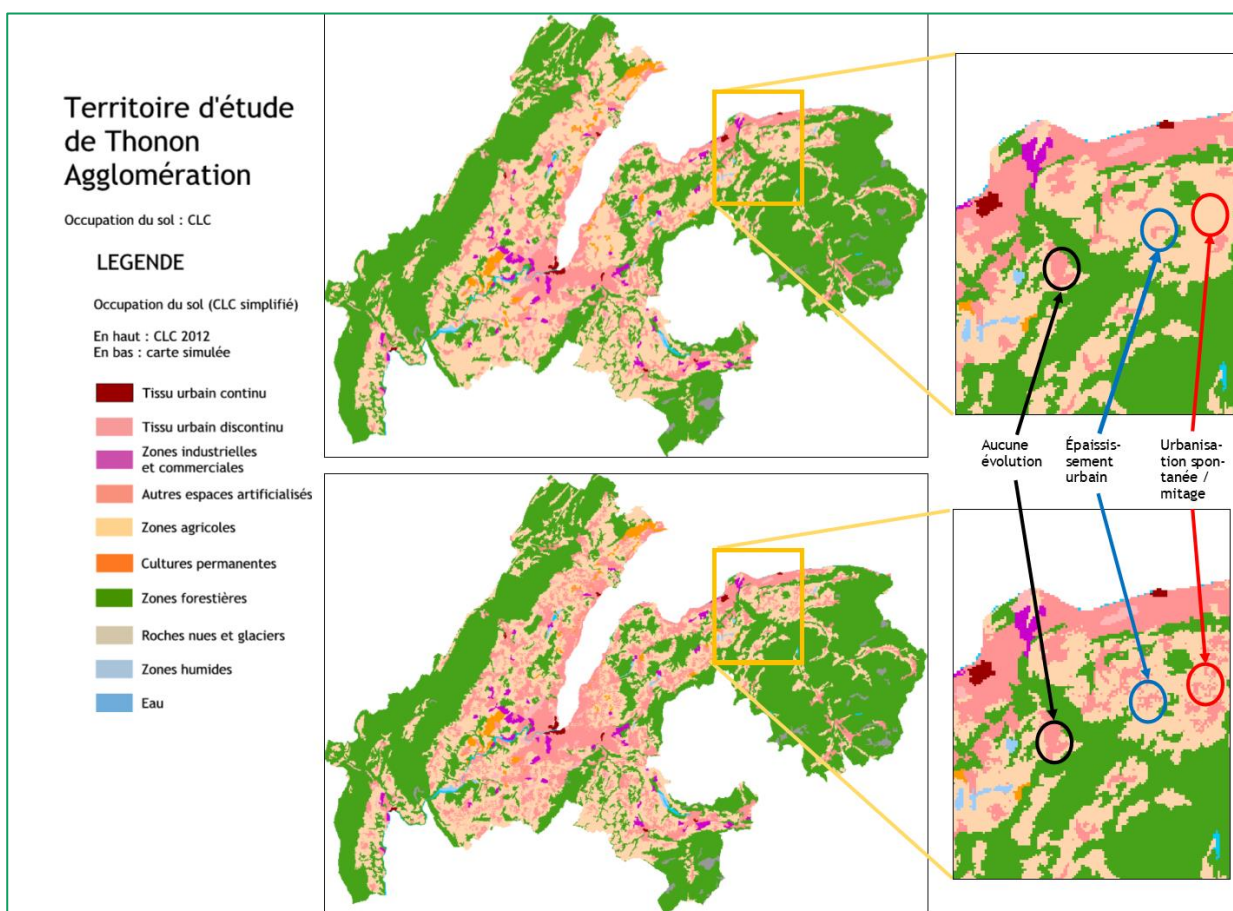 Territoire d'étude
de Thonon
Agglomération
Occupation du sol : CLC
LEGENDE
Occupation du sol (CLC simplifié)
En haut : CLC 2012
En bas : carte simulée
Tissu urbain continu
Tissu urbain discontinu
Zones industrielles
et commerciales
Autres espaces artificialisés
Zones agricoles
Cultures permanentes
Zones forestières
Roches nues et glaciers
Zones humides
Eau
Aucune
évolution
Épaissis-
sement
urbain
Urbanisa-
tion spon-
tanée /
mitage